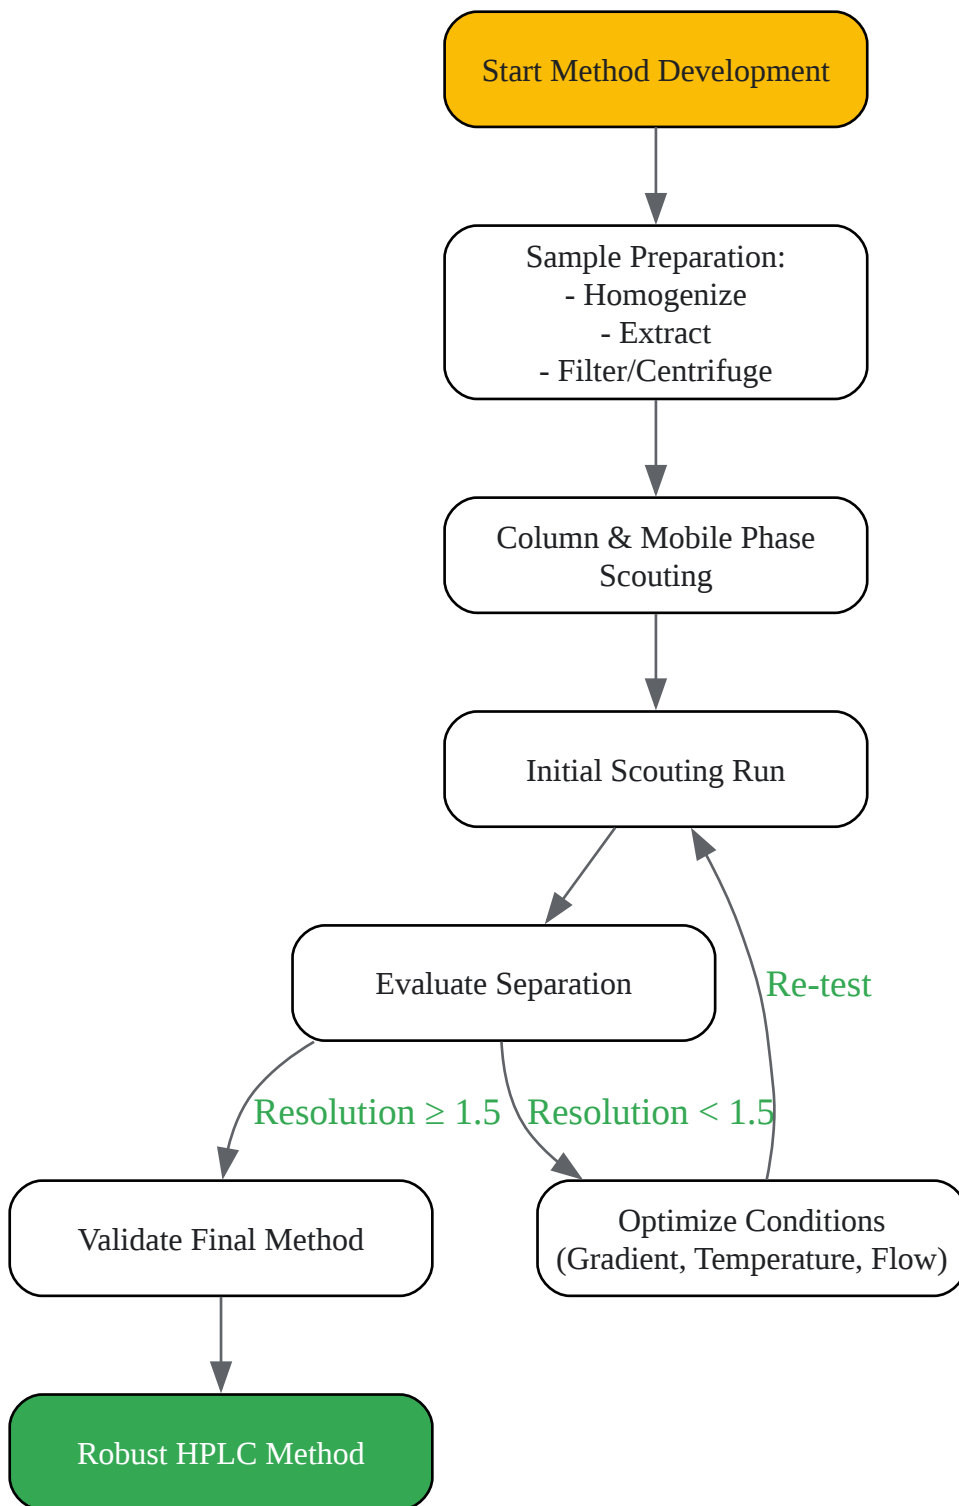 Start Method Development
Sample Preparation:
- Homogenize
- Extract
- Filter/Centrifuge
Column & Mobile Phase
Scouting
Initial Scouting Run
Evaluate Separation
Re-test
Resolution ≥ 1.5
Resolution < 1.5
Validate Final Method
Optimize Conditions
(Gradient, Temperature, Flow)
Robust HPLC Method